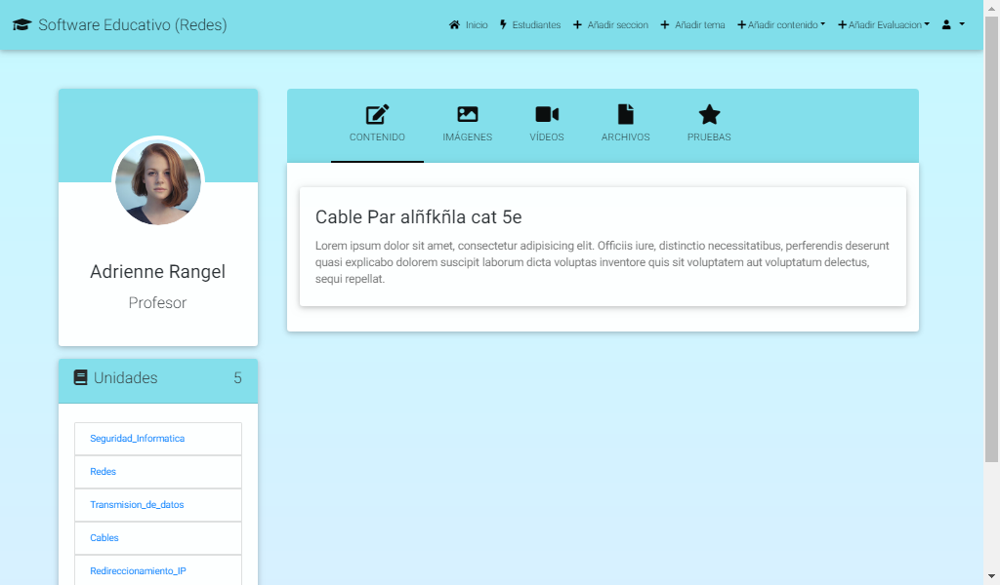 Software Educativo (Redes)
Inicio
Estudiantes
Añadir seccion
Añadir tema
Añadir contenido
Añadir Evaluacion
CONTENIDO
IMÁGENES
VÍDEOS
ARCHIVOS
PRUEBAS
Adrienne Rangel
Profesor
Cable Par alñfkñla cat 5e
Lorem ipsum dolor sit amet, consectetur adipisicing elit. Officiis iure, distinctio necessitatibus, perferendis deserunt
quasi explicabo dolorem suscipit laborum dicta voluptas inventore quis sit voluptatem aut voluptatum delectus,
sequi repellat.
Unidades 5
Seguridad_Informatica
Redes
Transmision_de_datos
Cables
Redireccionamiento_IP